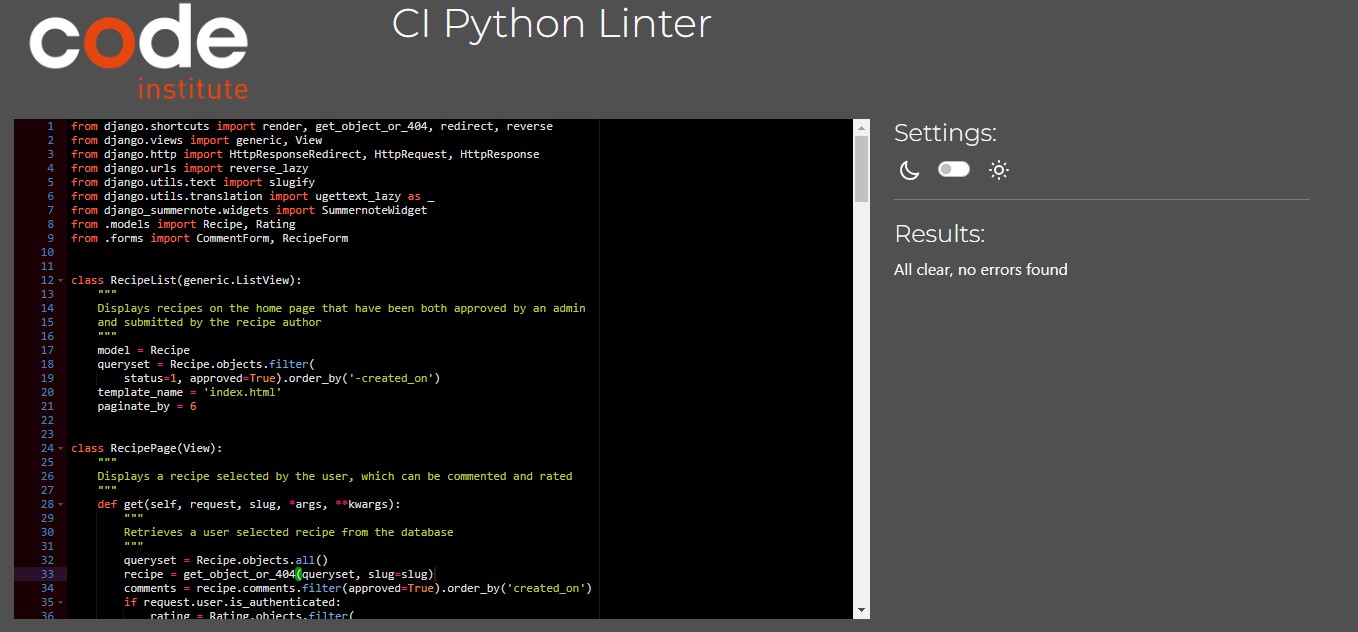 code
institute
CI Python Linter
1 from django.shortcuts import render, get_object_or_404, redirect, reverse
2 from django.views import generic, View
3 from django.http import HttpResponseRedirect, HttpRequest, HttpResponse
4 from django.urls import reverse_lazy
5 from django.utils.text import slugify
6 from django.utils.translation import ugettext_lazy as _
7 from django_summernote.widgets import SummernoteWidget
8 from .models import Recipe, Rating
9 from .forms import CommentForm, RecipeForm
10
11
12 class RecipeList(generic.ListView):
13     """
14     Displays recipes on the home page that have been both approved by an admin
15     and submitted by the recipe author
16     """
17     model = Recipe
18     queryset = Recipe.objects.filter(
19         status=1, approved=True).order_by('-created_on')
20     template_name = 'index.html'
21     paginate_by = 6
22
23
24 class RecipePage(View):
25     """
26     Displays a recipe selected by the user, which can be commented and rated
27     """
28     def get(self, request, slug, *args, **kwargs):
29         """
30         Retrieves a user selected recipe from the database
31         """
32         queryset = Recipe.objects.all()
33         recipe = get_object_or_404(queryset, slug=slug)
34         comments = recipe.comments.filter(approved=True).order_by('created_on')
35         if request.user.is_authenticated:
36             rating = Rating.objects.filter(
Settings:
Results:
All clear, no errors found